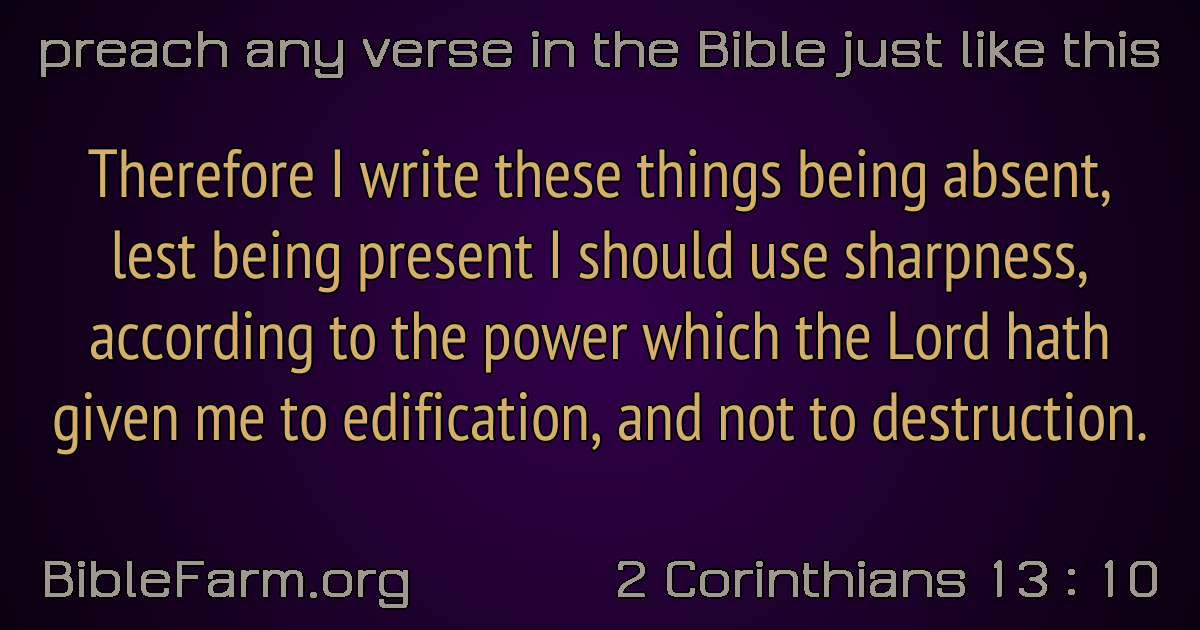 preach any verse in the Bible just like this
Therefore I write these things being absent,
lest being present I should use sharpness,
according to the power which the Lord hath
given me to edification, and not to destruction.
BibleFarm.org
2 Corinthians 13 : 10